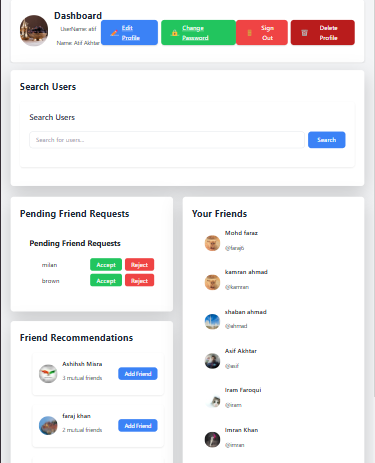 Dashboard
UserName: atif
Name: Atif Akhtar
Edit Profile
Change Password
Sign Out
Delete Profile
Search Users
Search Users
Search for users...
Search
Pending Friend Requests
Pending Friend Requests
milan
Accept
Reject
brown
Accept
Reject
Friend Recommendations
Ashihsh Misra
3 mutual friends
Add Friend
faraj khan
2 mutual friends
Add Friend
Your Friends
Mohd faraz
@faraj6
kamran ahmad
@kamran
shaban ahmad
@ahmad
Asif Akhtar
@asif
Iram Faroqui
@iram
Imran Khan
@imran